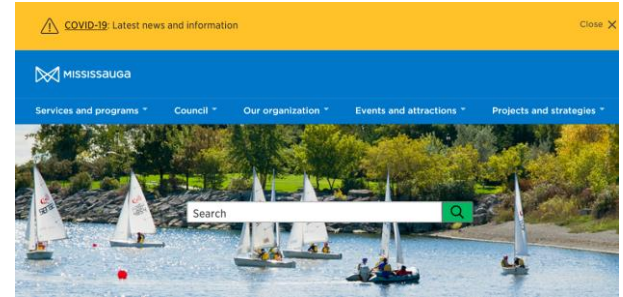 COVID-19: Latest news and information
Close X
MISSISSAUGA
Services and programs
Council
Our organization
Events and attractions
Projects and strategies
Search